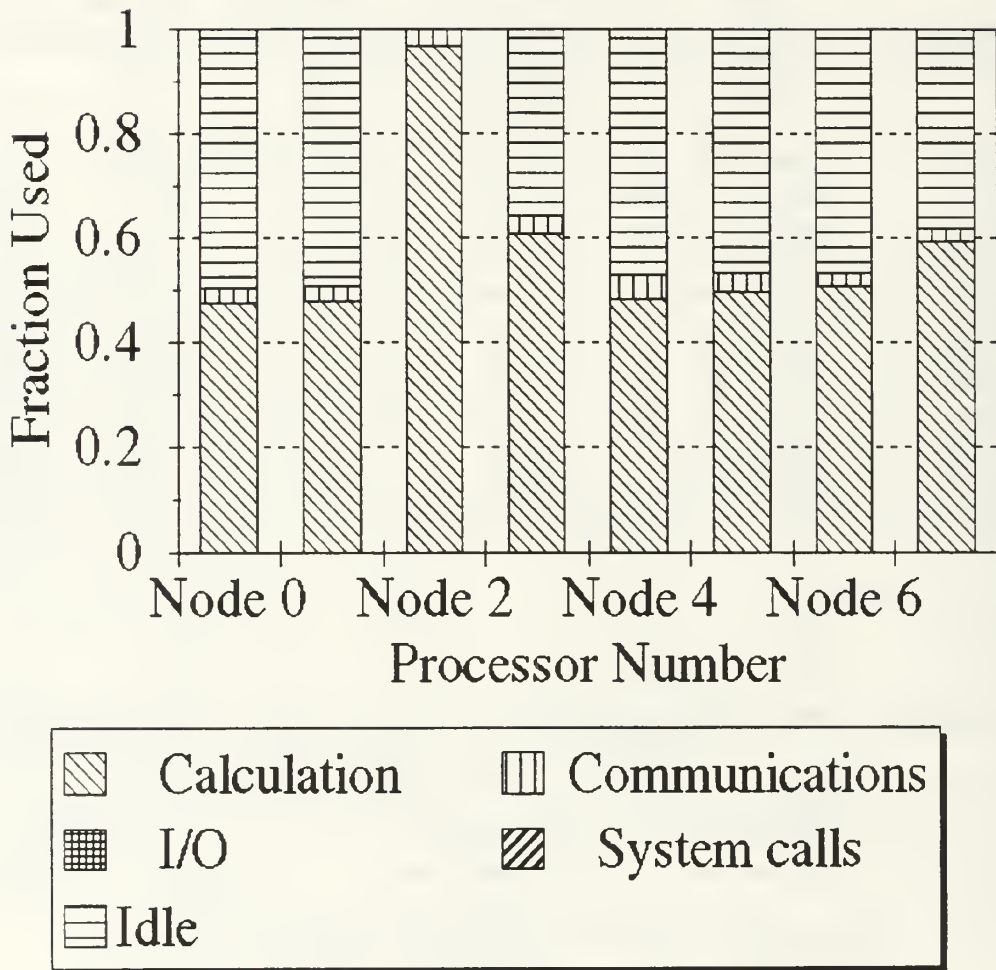 1
0.8
0.6
0.4
0.2
0
Fraction Used
Node 0 Node 2 Node 4 Node 6
Processor Number
Calculation Communications
I/O System calls
Idle